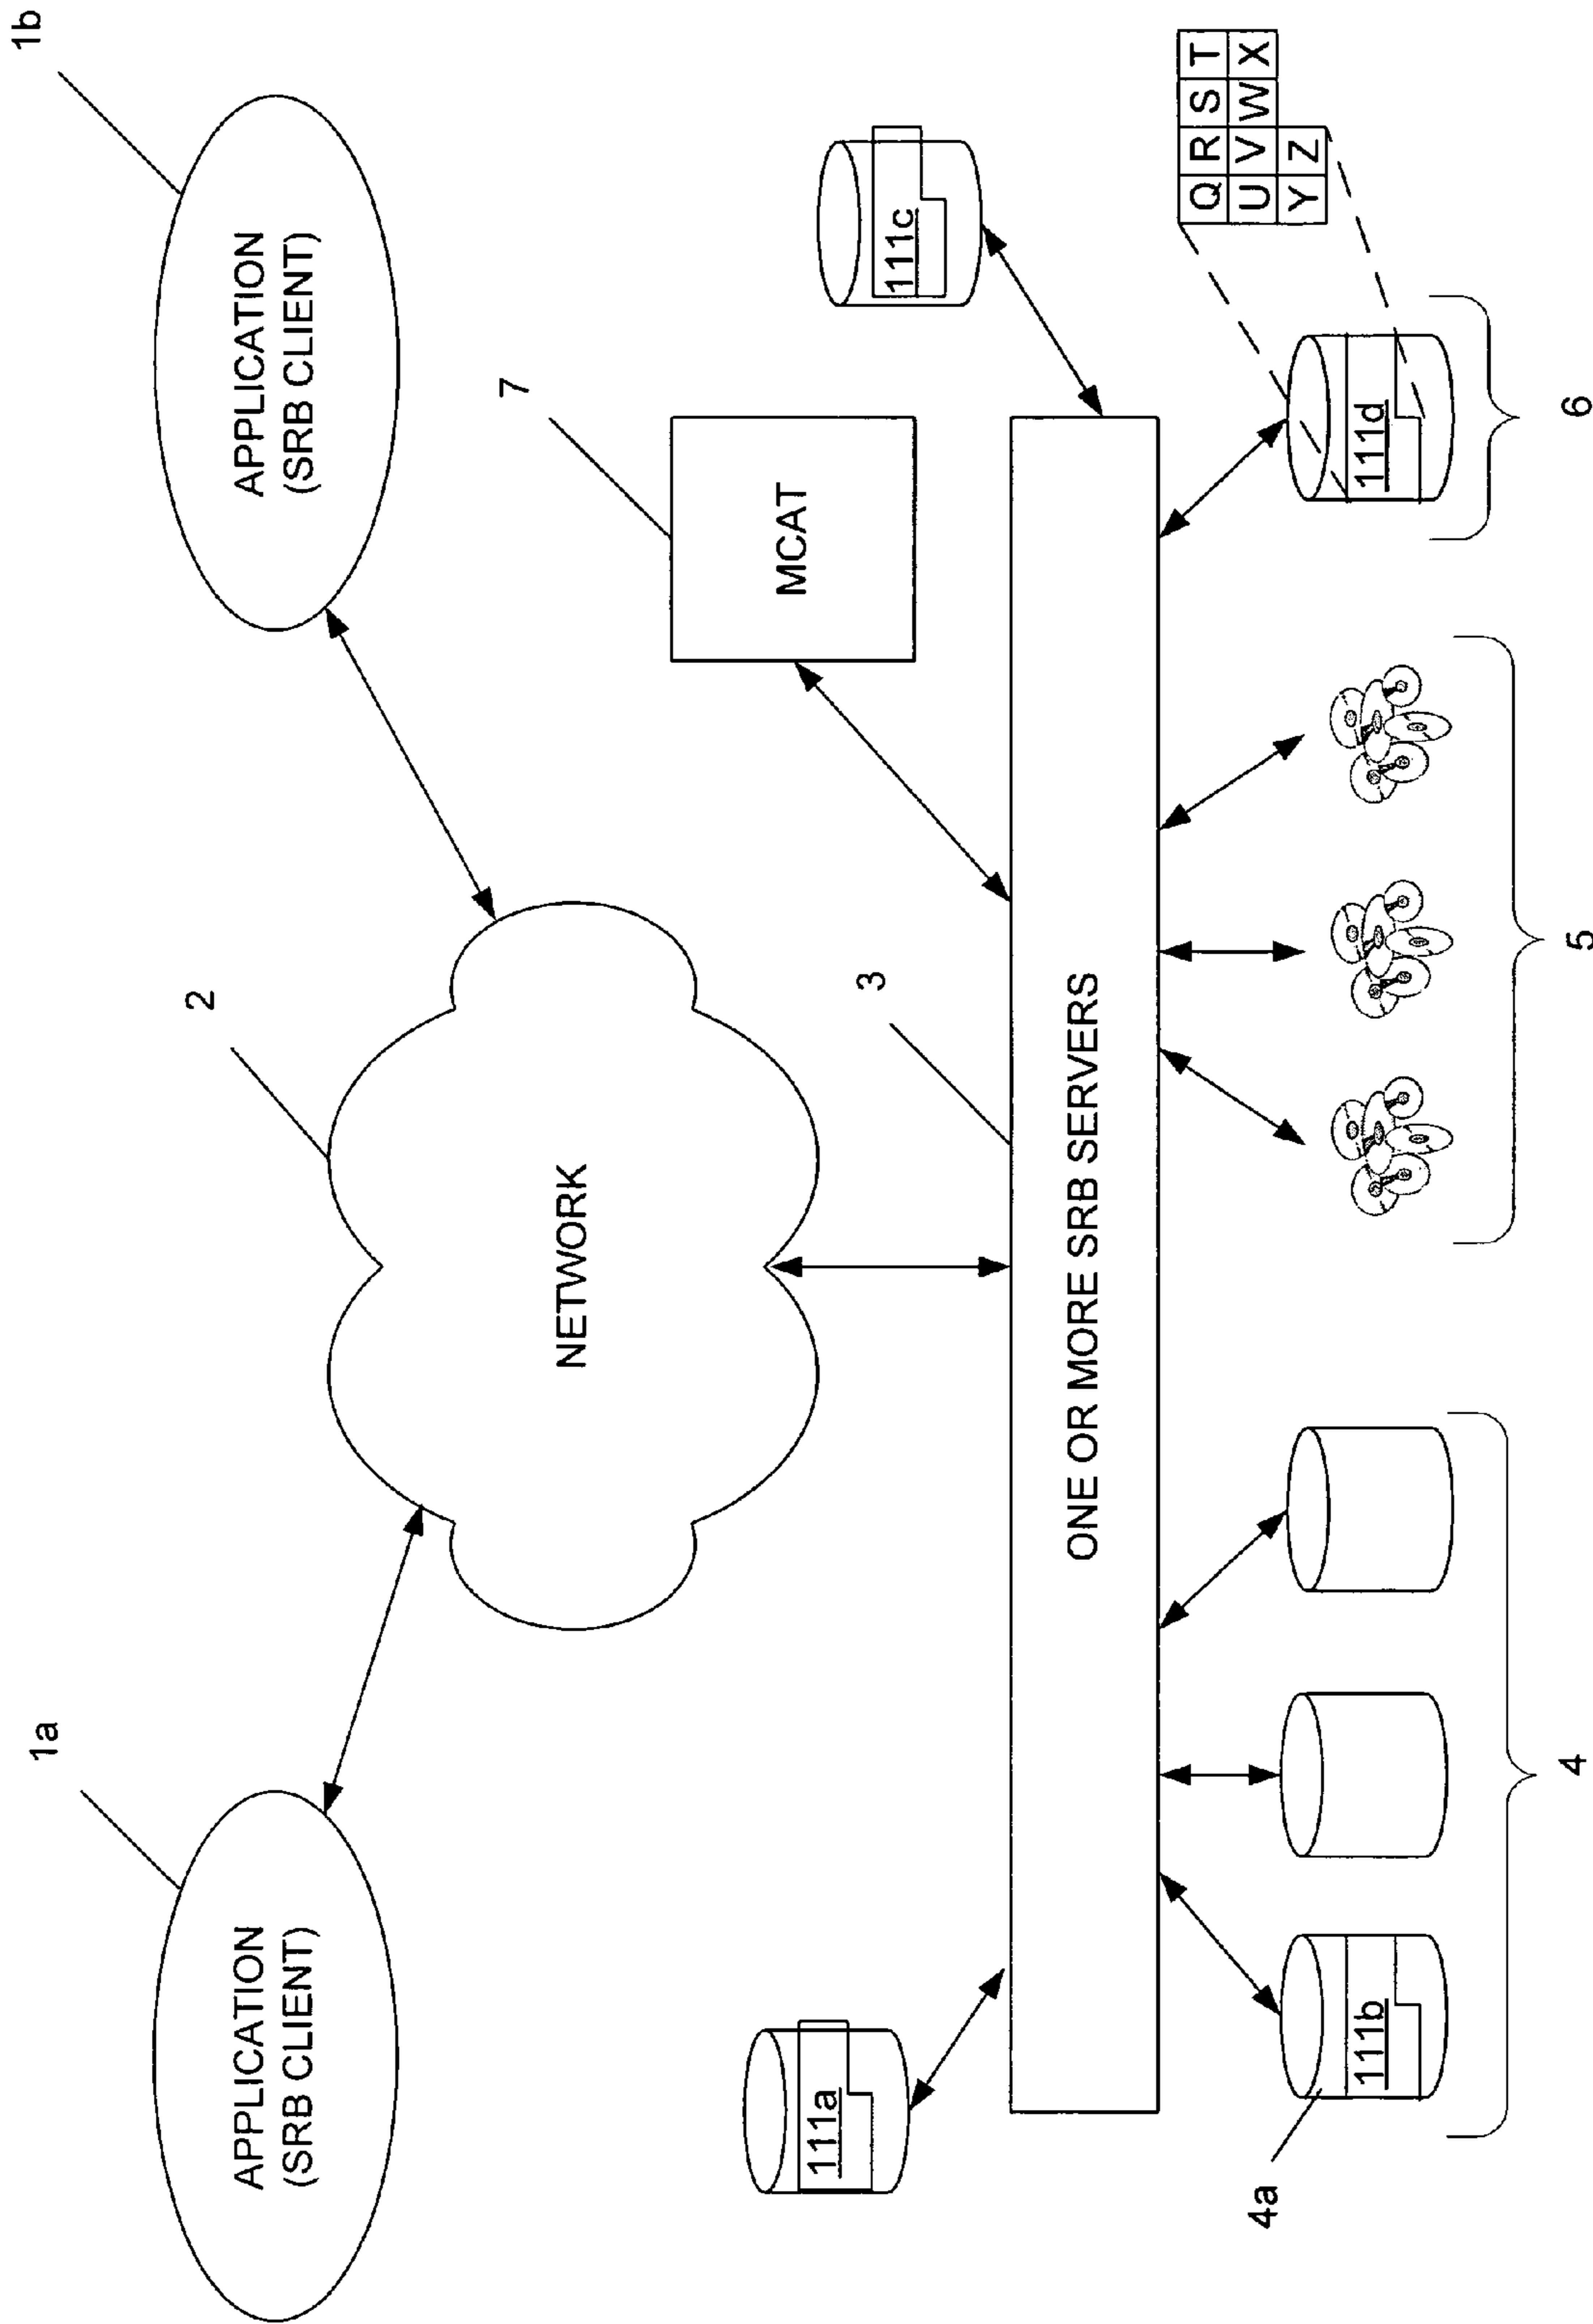 1a
1b
APPLICATION
(SRB CLIENT)
APPLICATION
(SRB CLIENT)
2
NETWORK
7
MCAT
3
111a
111c
ONE OR MORE SRB SERVERS
Q R S T
U V W X
Y Z
4a
111b
111d
4
5
6